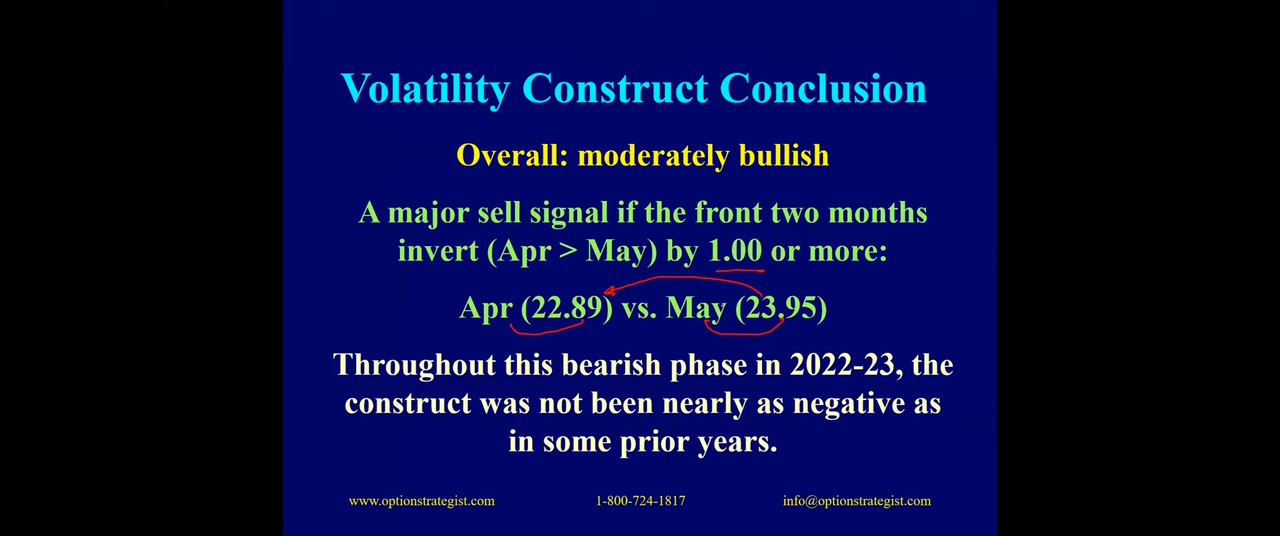 Volatility Construct Conclusion
Overall: moderately bullish
A major sell signal if the front two months
invert (Apr > May) by 1.00 or more:
Apr (22.89) vs. May (23.95)
Throughout this bearish phase in 2022-23, the
construct was not been nearly as negative as
in some prior years.
www.optionstrategist.com 1-800-724-1817 info@optionstrategist.com